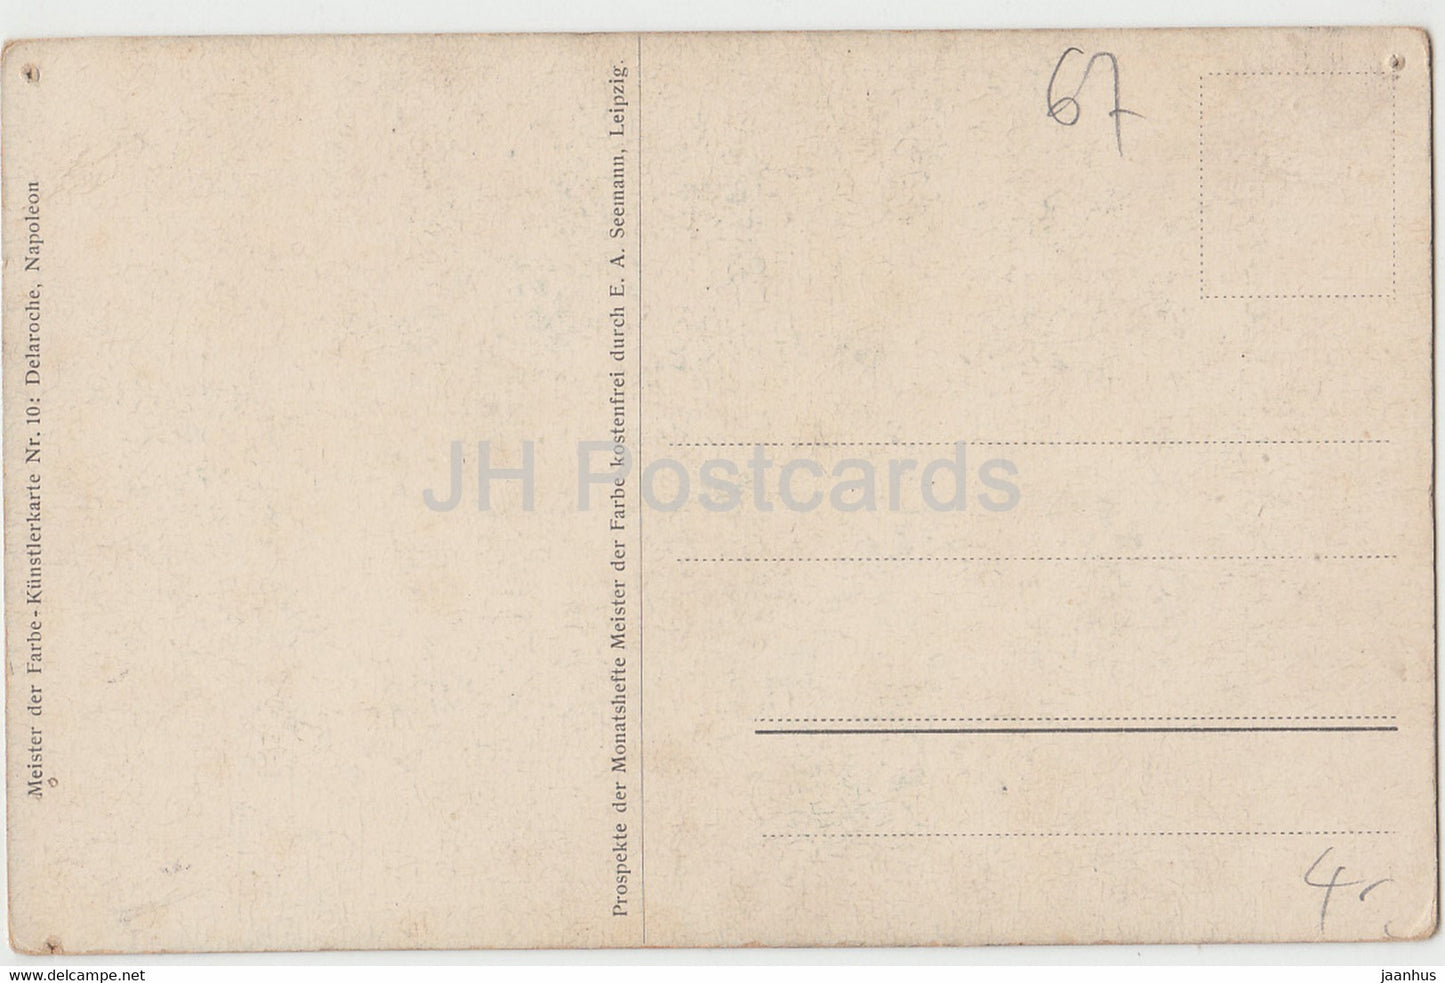 Meister der Farbe - Künstlerkarte Nr. 10: Delaroche, Napoleon
Prospekte der Monatshefte Meister der Farbe kostenfrei durch E. A. Seemann, Leipzig.
67
JH Postcards
4
www.delcampe.net
jaanhus